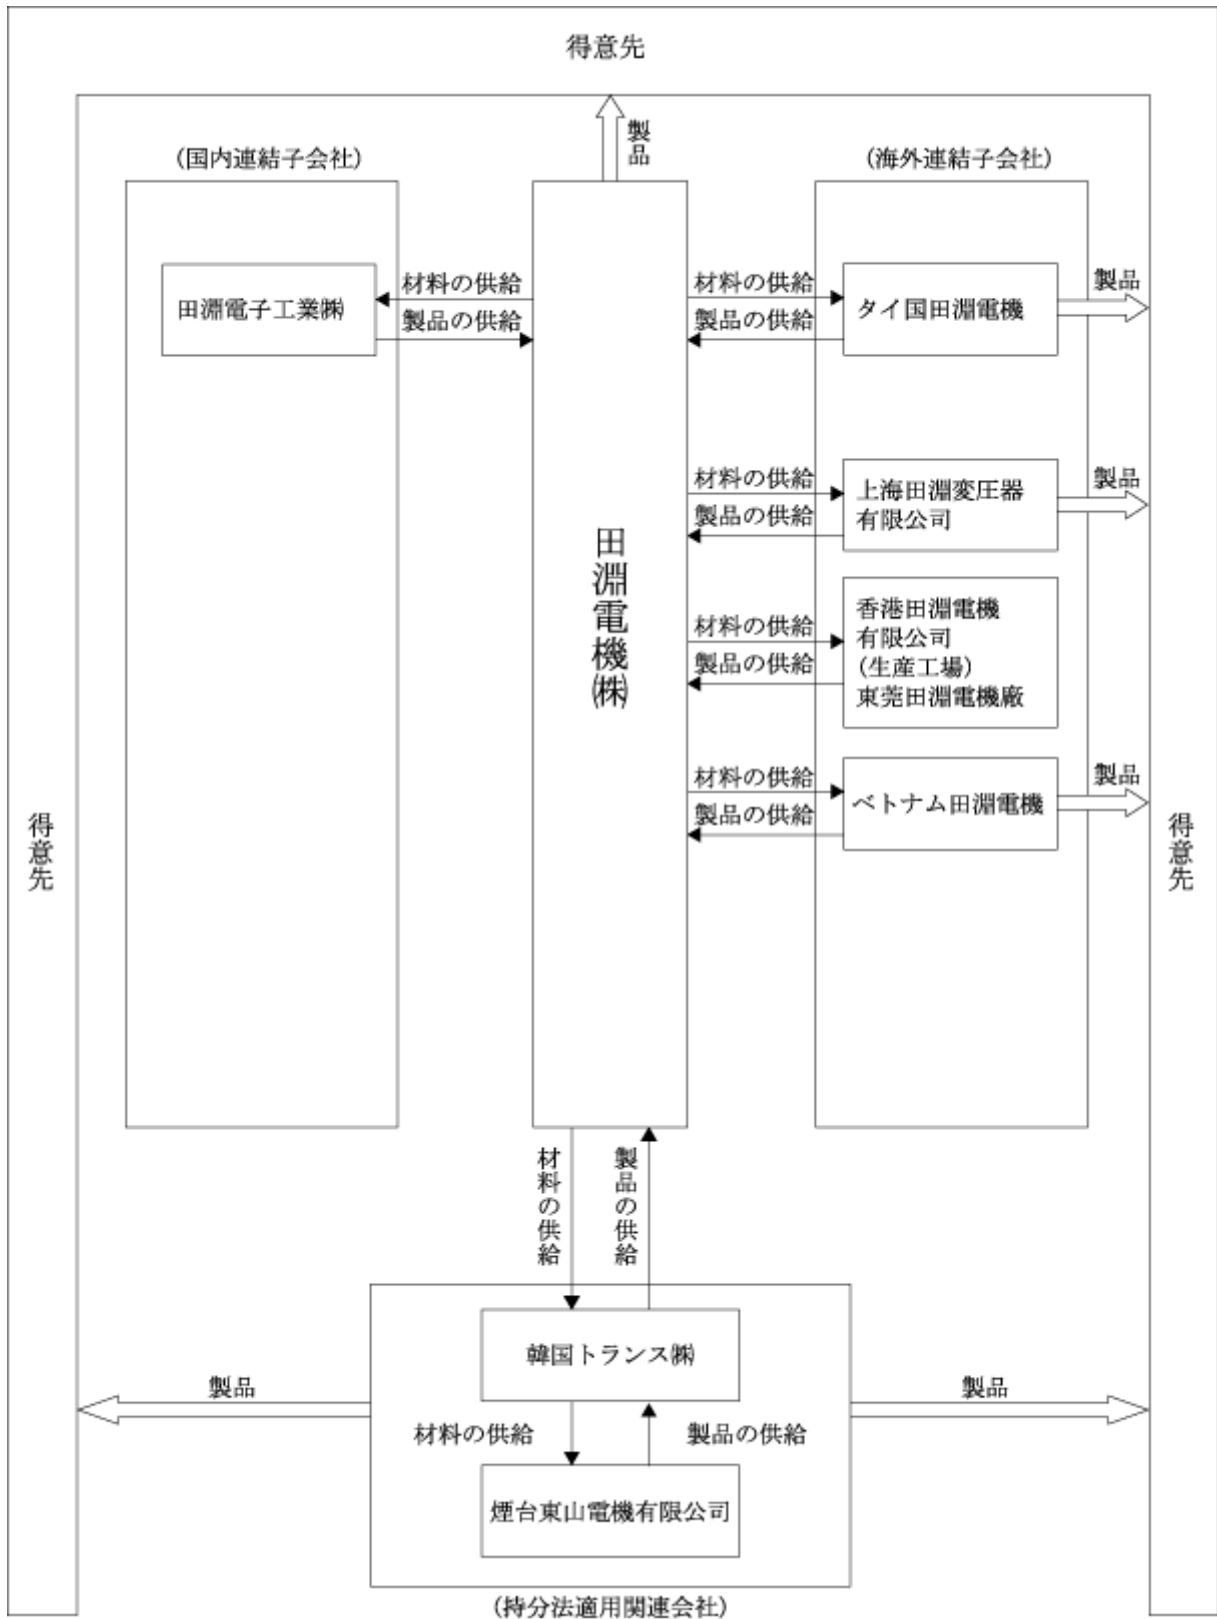 得意先
製品
(国内連結子会社)
(海外連結子会社)
田淵電子工業㈱
材料の供給
製品の供給
田淵電機㈱
材料の供給
製品の供給
タイ国田淵電機
製品
材料の供給
製品の供給
上海田淵変圧器
有限公司
製品
材料の供給
製品の供給
香港田淵電機
有限公司
(生産工場)
東莞田淵電機廠
材料の供給
製品の供給
ベトナム田淵電機
製品
得意先
得意先
材料の供給
製品の供給
韓国トランス㈱
製品
製品
材料の供給
製品の供給
煙台東山電機有限公司
(持分法適用関連会社)